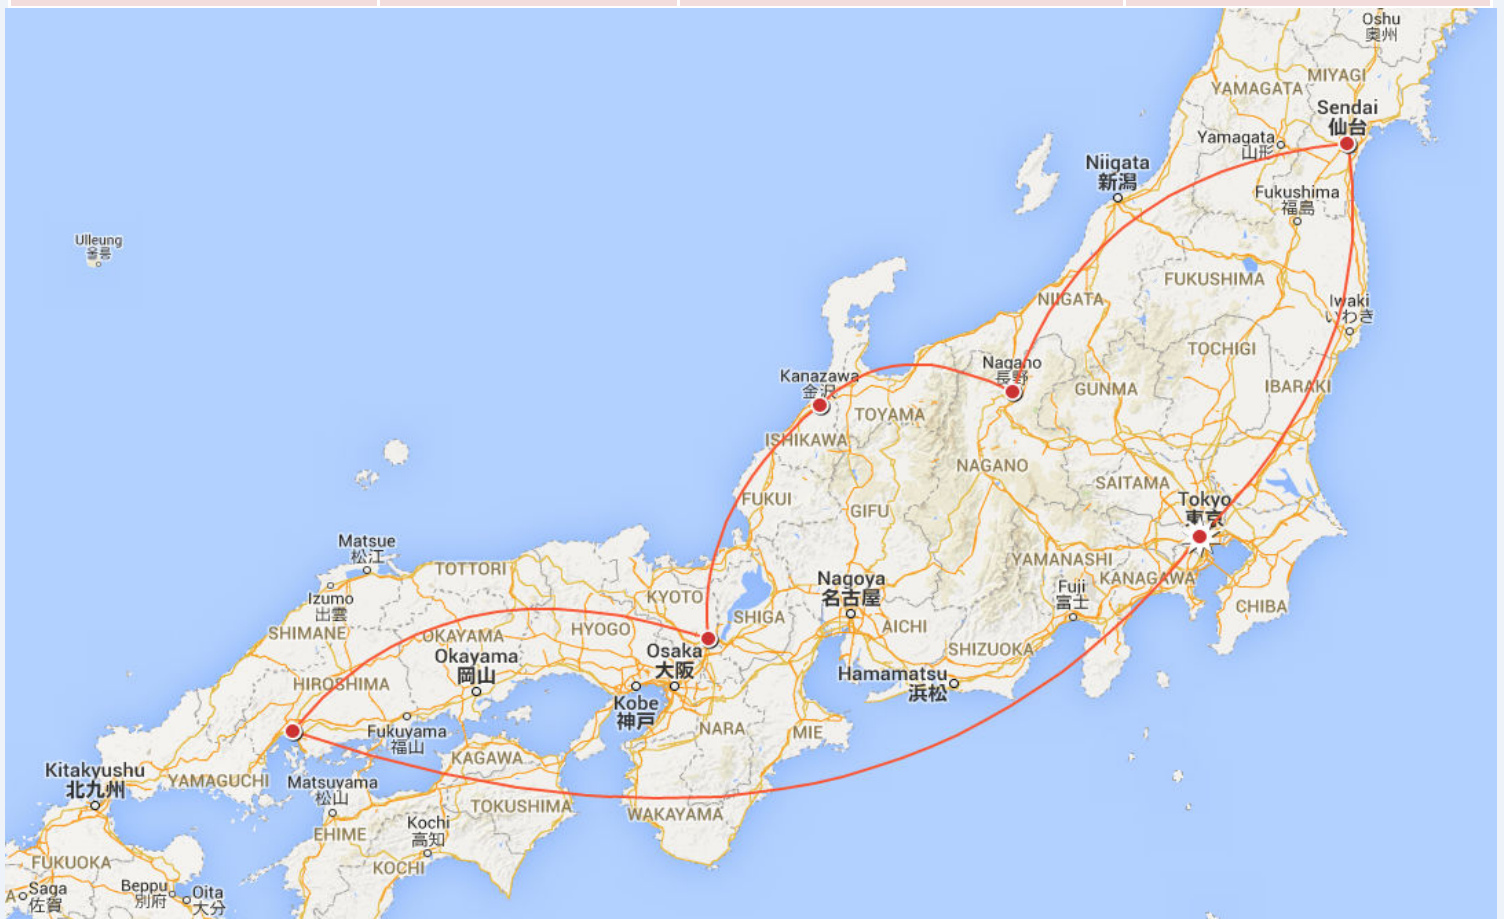 Oshu
奥州
MIYAGI
YAMAGATA
Sendai
仙台
Yamagata
山形
Niigata
新潟
Fukushima
福島
Ulleung
울릉
FUKUSHIMA
NIIGATA
Iwaki
いわき
TOCHIGI
Nagano
長野
Kanazawa
金沢
GUNMA
IBARAKI
TOYAMA
ISHIKAWA
NAGANO
SAITAMA
FUKUI
Tokyo
東京
GIFU
Matsue
松江
YAMANASHI
TOTTORI
Nagoya
名古屋
KANAGAWA
Fuji
富士
Izumo
出雲
KYOTO
CHIBA
SHIGA
SHIMANE
HYOGO
AICHI
OKAYAMA
SHIZUOKA
Okayama
岡山
Osaka
大阪
Hamamatsu
浜松
HIROSHIMA
Kobe
神戸
Fukuyama
福山
NARA
MIE
KAGAWA
Kitakyushu
北九州
YAMAGUCHI
Matsuyama
松山
TOKUSHIMA
WAKAYAMA
Kochi
高知
EHIME
FUKUOKA
KOCHI
Beppu
別府
Oita
大分
A
Saga
佐賀